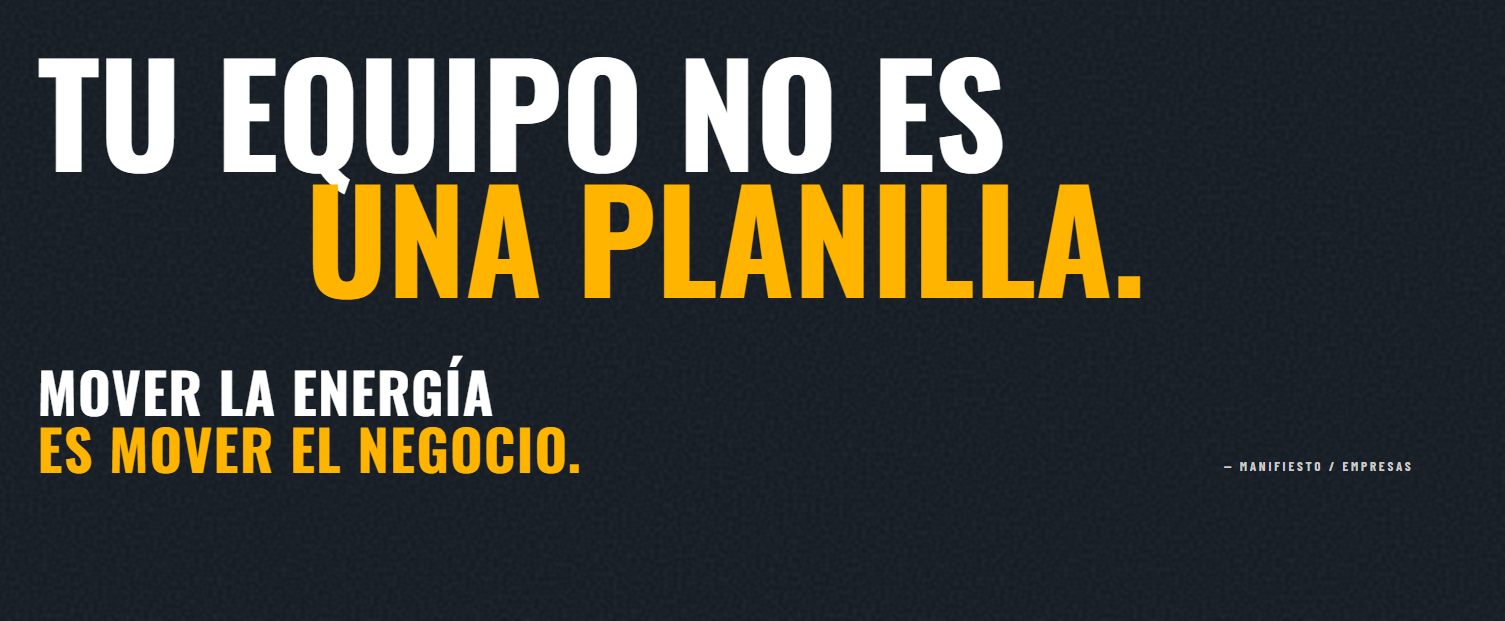 TU EQUIPO NO ES
UNA PLANILLA.
MOVER LA ENERGÍA
ES MOVER EL NEGOCIO.
— MANIFIESTO / EMPRESAS